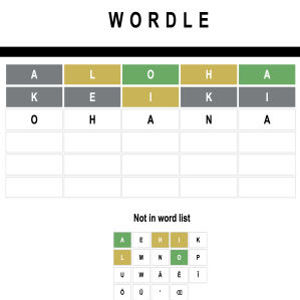 WORDLE
A L O H A
K E I K I
O H A N A
Not in word list
A E H I K
L M N O P
U W Ā Ē Ī
Ō Ū ʻ ⌫